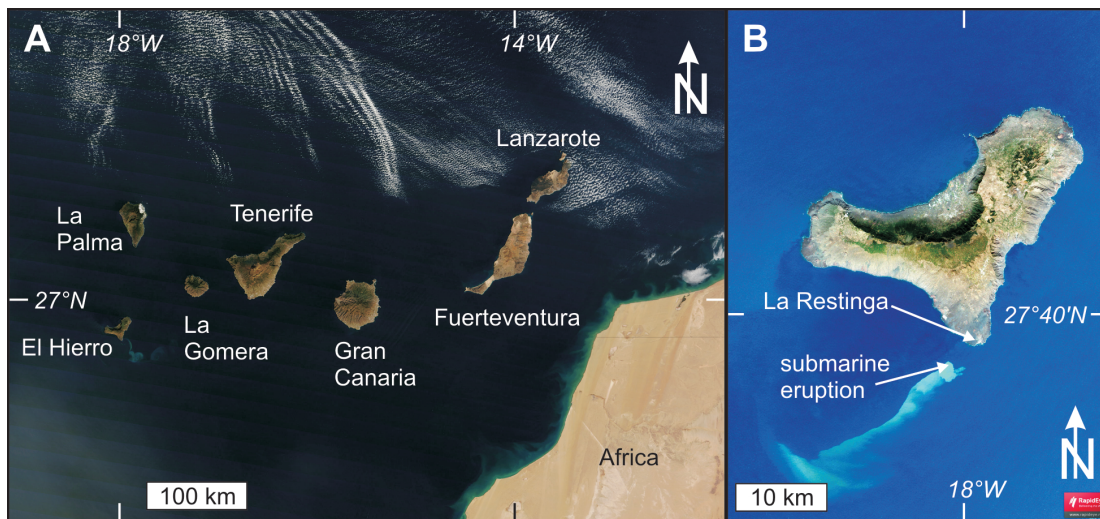 A
18°W
14°W
N
Lanzarote
La
Palma
Tenerife
27°N
El Hierro
La
Gomera
Gran
Canaria
Fuerteventura
Africa
100 km
B
N
La Restinga
27°40'N
submarine
eruption
10 km
18°W
RapidEy